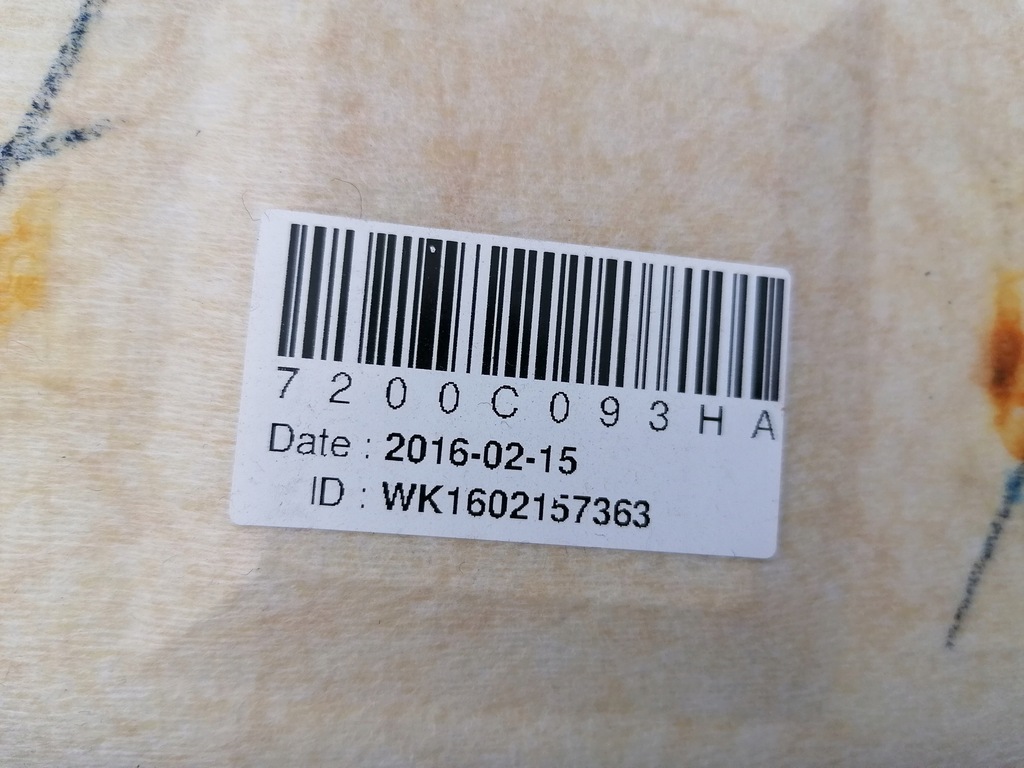 7200C093HA
Date : 2016-02-15
ID : WK1602157363